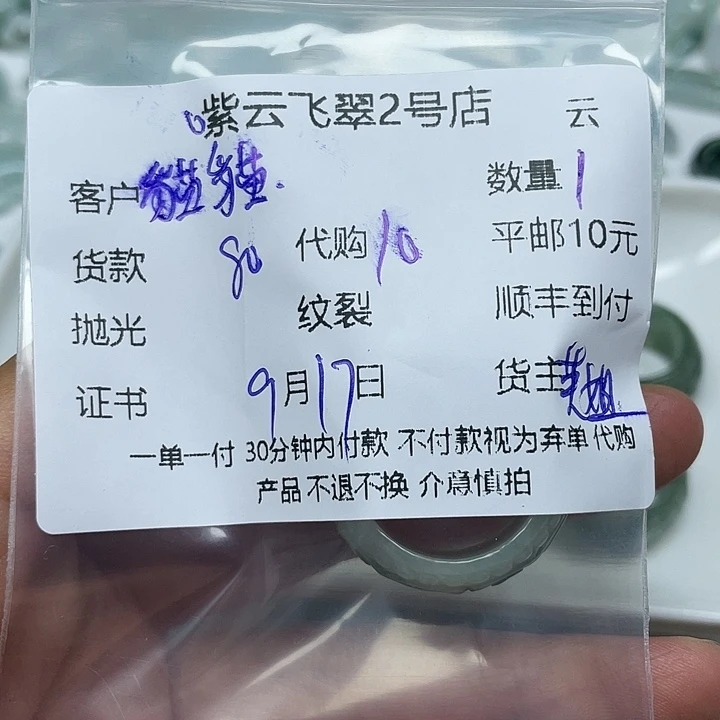 紫云飞翠2号店 云
客户 猫猫. 数量 1
货款 80 代购 10 平邮10元
抛光 纹裂 顺丰到付
证书 9月17日 货主
一单一付 30分钟内付款 不付款视为弃单 代购
产品不退不换 介意慎拍